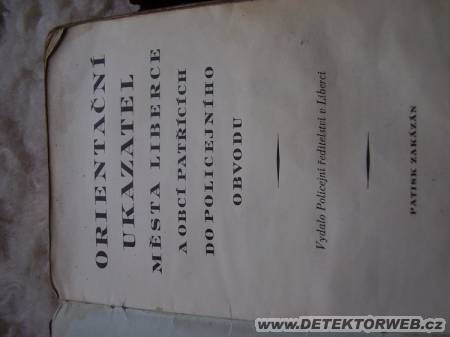 ORIENTAČNÍ
UKAZATEL
MĚSTA LIBERCE
A OBCÍ PATŘÍCÍCH
DO POLICEJNÍHO
OBVODU
Vydalo Policejní ředitelství v Liberci
PATISK ZAKÁZÁN
WWW.DETEKTORWEB.CZ